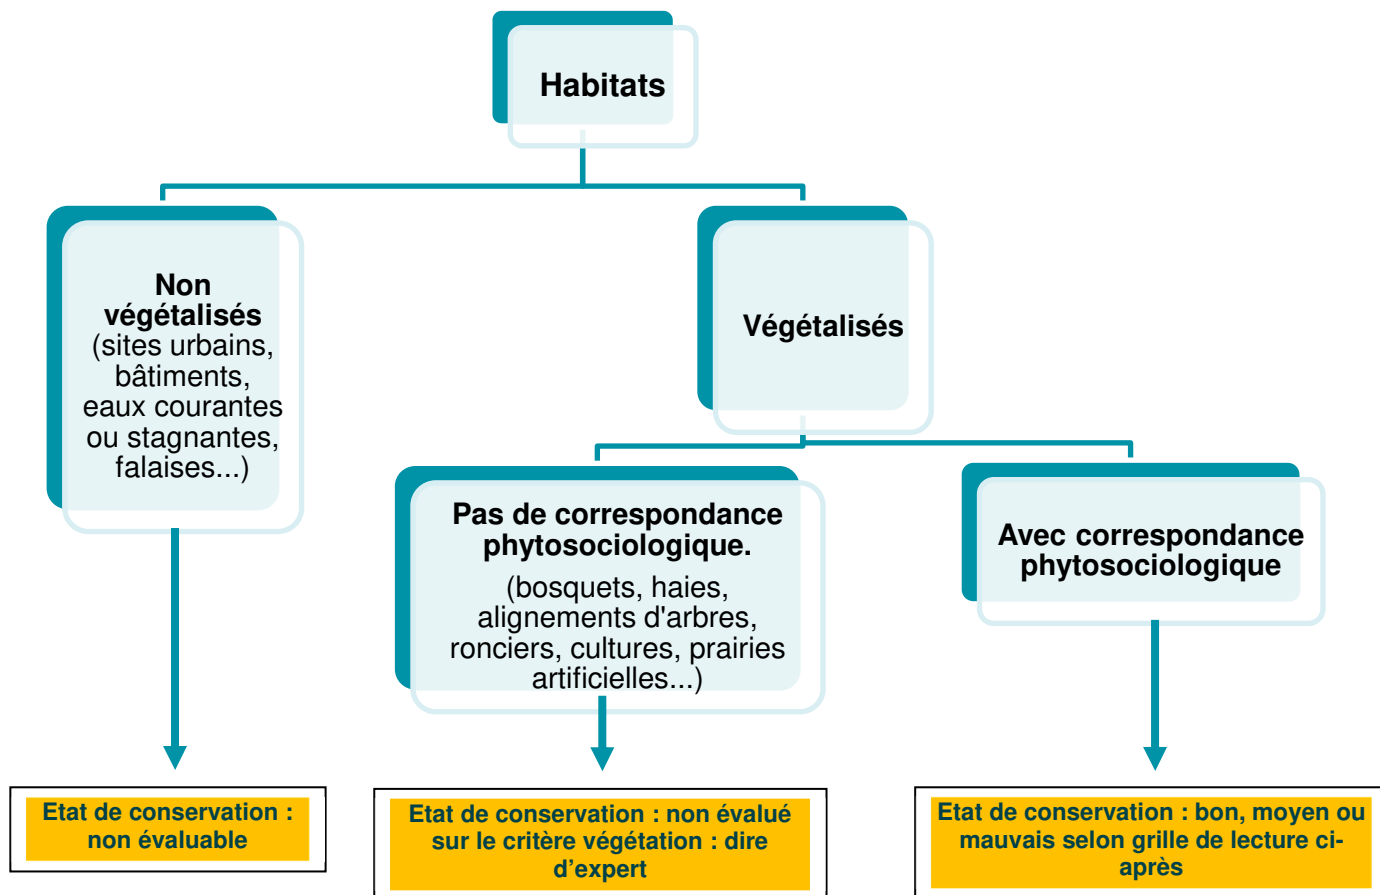 Habitats
Non
végétalisés
(sites urbains,
bâtiments,
eaux courantes
ou stagnantes,
falaises...)
Végétalisés
Pas de correspondance
phytosociologique.
(bosquets, haies,
alignements d'arbres,
ronciers, cultures, prairies
artificielles...)
Avec correspondance
phytosociologique
Etat de conservation :
non évaluable
Etat de conservation : non évalué
sur le critère végétation : dire
d’expert
Etat de conservation : bon, moyen ou
mauvais selon grille de lecture ci-
après